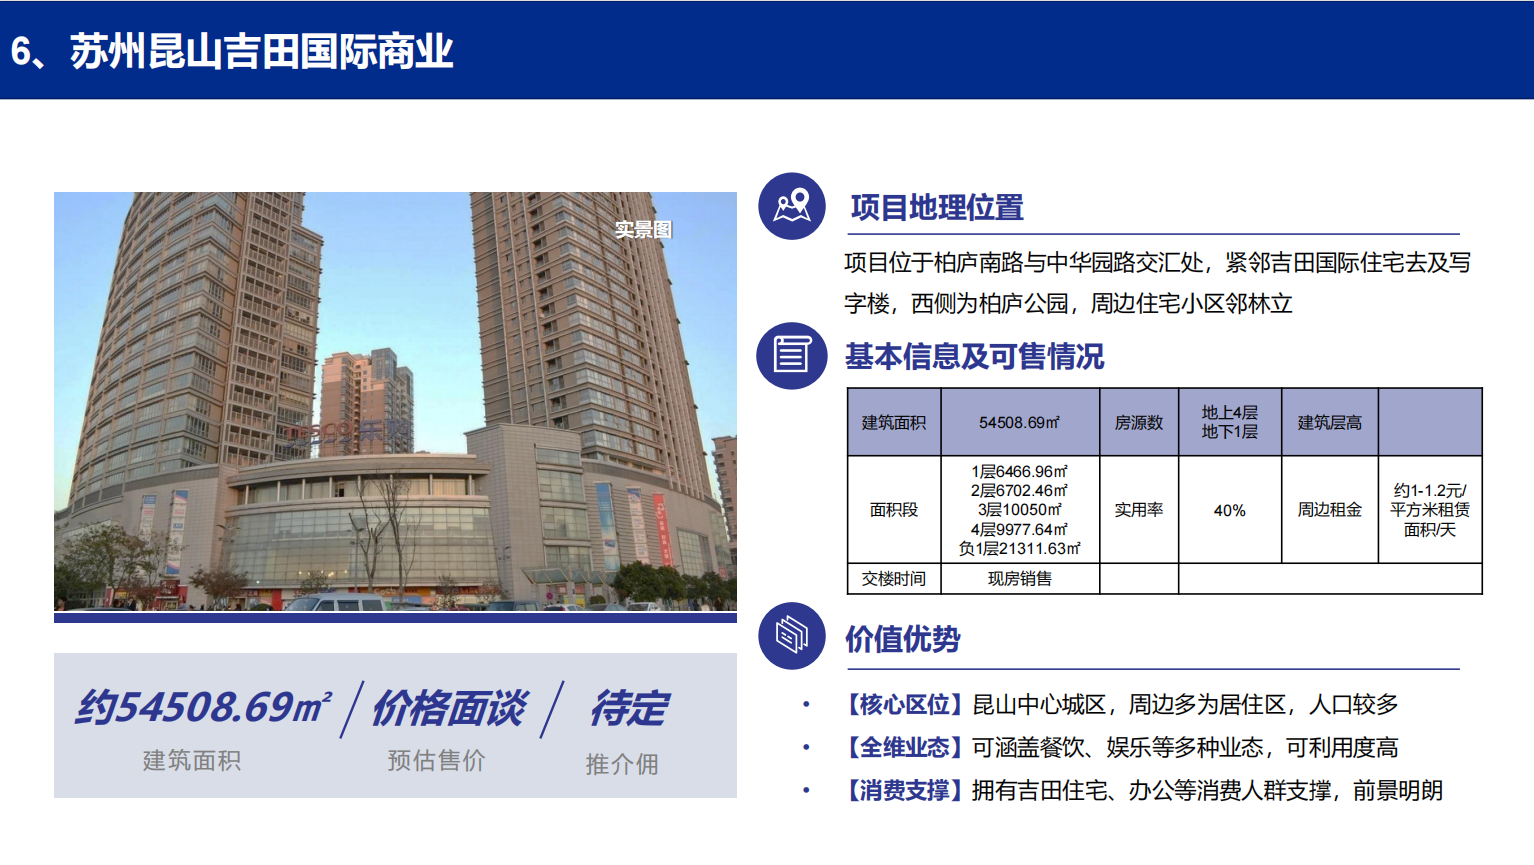 6、苏州昆山吉田国际商业
实景图
TESCO 乐购
约54508.69㎡
价格面谈
待定
建筑面积
预估售价
推介佣
项目地理位置
项目位于柏庐南路与中华园路交汇处，紧邻吉田国际住宅去及写
字楼，西侧为柏庐公园，周边住宅小区邻林立
基本信息及可售情况
建筑面积 54508.69㎡ 房源数 地上4层 地下1层 建筑层高
面积段
1层6466.96㎡
2层6702.46㎡
3层10050㎡
4层9977.64㎡
负1层21311.63㎡
实用率 40% 周边租金
约1-1.2元/
平方米租赁
面积/天
交楼时间 现房销售
价值优势
• 【核心区位】昆山中心城区，周边多为居住区，人口较多
• 【全维业态】可涵盖餐饮、娱乐等多种业态，可利用度高
• 【消费支撑】拥有吉田住宅、办公等消费人群支撑，前景明朗